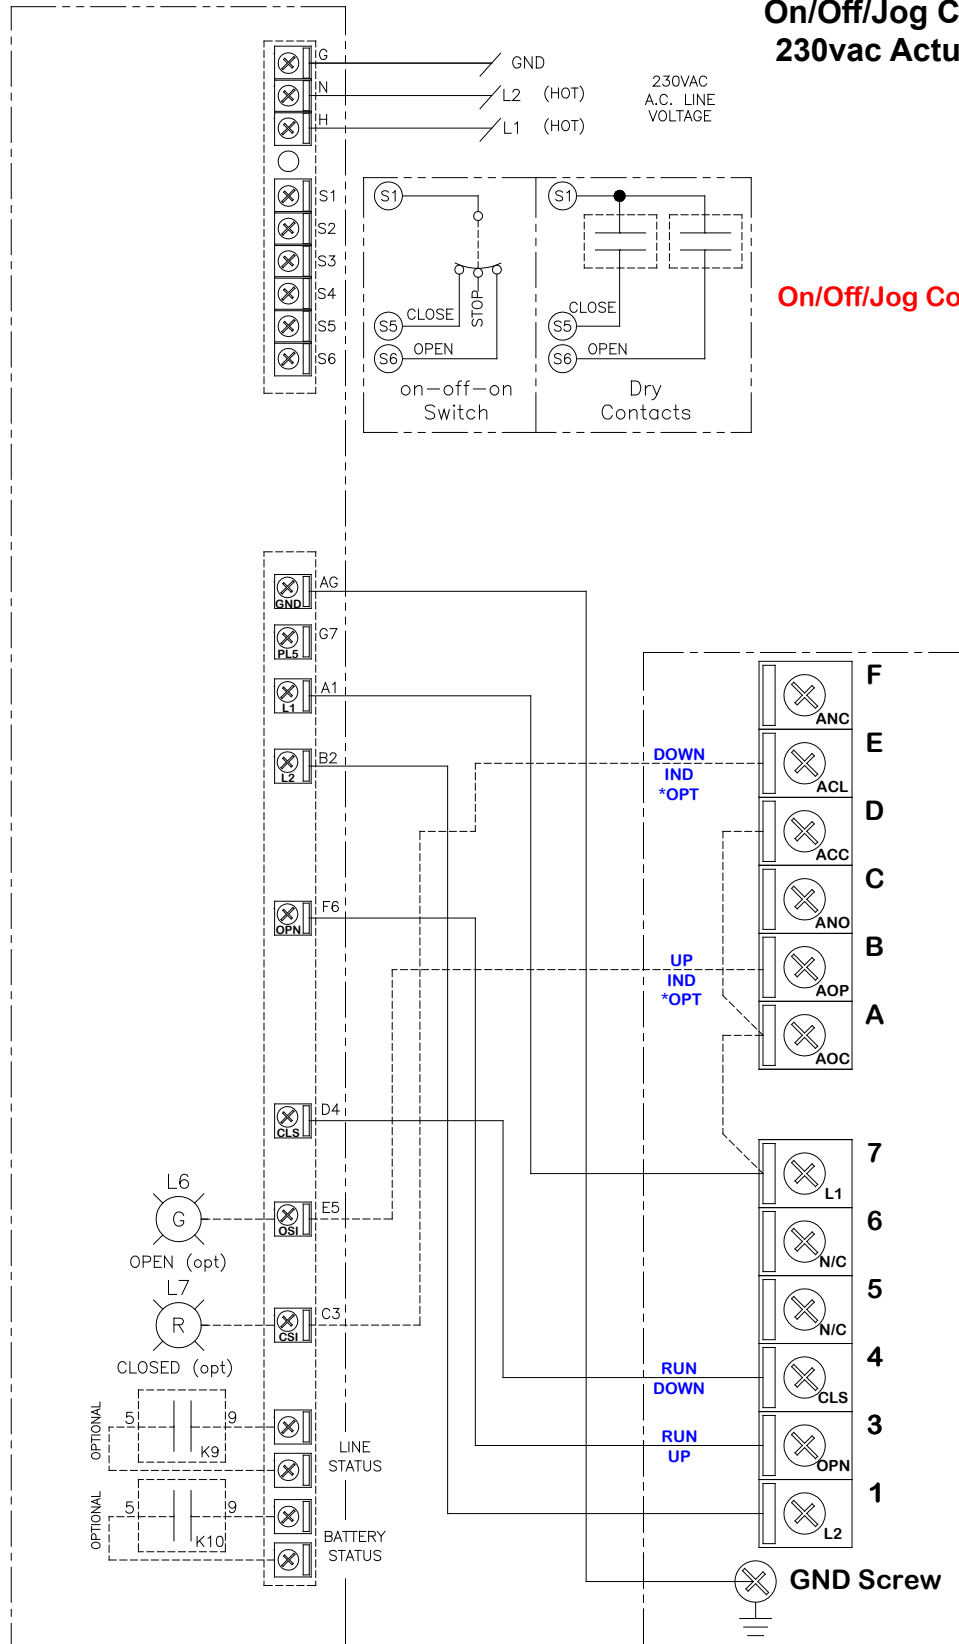 On/Off/Jog C
230vac Actu
G
GND
N
L2 (HOT)
H
L1 (HOT)
230VAC
A.C. LINE
VOLTAGE
S1
S2
S3
S4
S5
S6
S1
CLOSE
STOP
S5
OPEN
S6
on-off-on
Switch
S1
CLOSE
S5
OPEN
S6
Dry
Contacts
On/Off/Jog Co
AG
GND
G7
PL5
A1
L1
B2
L2
F6
OPN
D4
CLS
E5
OSI
C3
CSI
L6
G
OPEN (opt)
L7
R
CLOSED (opt)
OPTIONAL
5
9
K9
LINE
STATUS
OPTIONAL
5
9
K10
BATTERY
STATUS
DOWN
IND
*OPT
UP
IND
*OPT
RUN
DOWN
RUN
UP
F
ANC
E
ACL
D
ACC
C
ANO
B
AOP
A
AOC
7
L1
6
N/C
5
N/C
4
CLS
3
OPN
1
L2
GND Screw